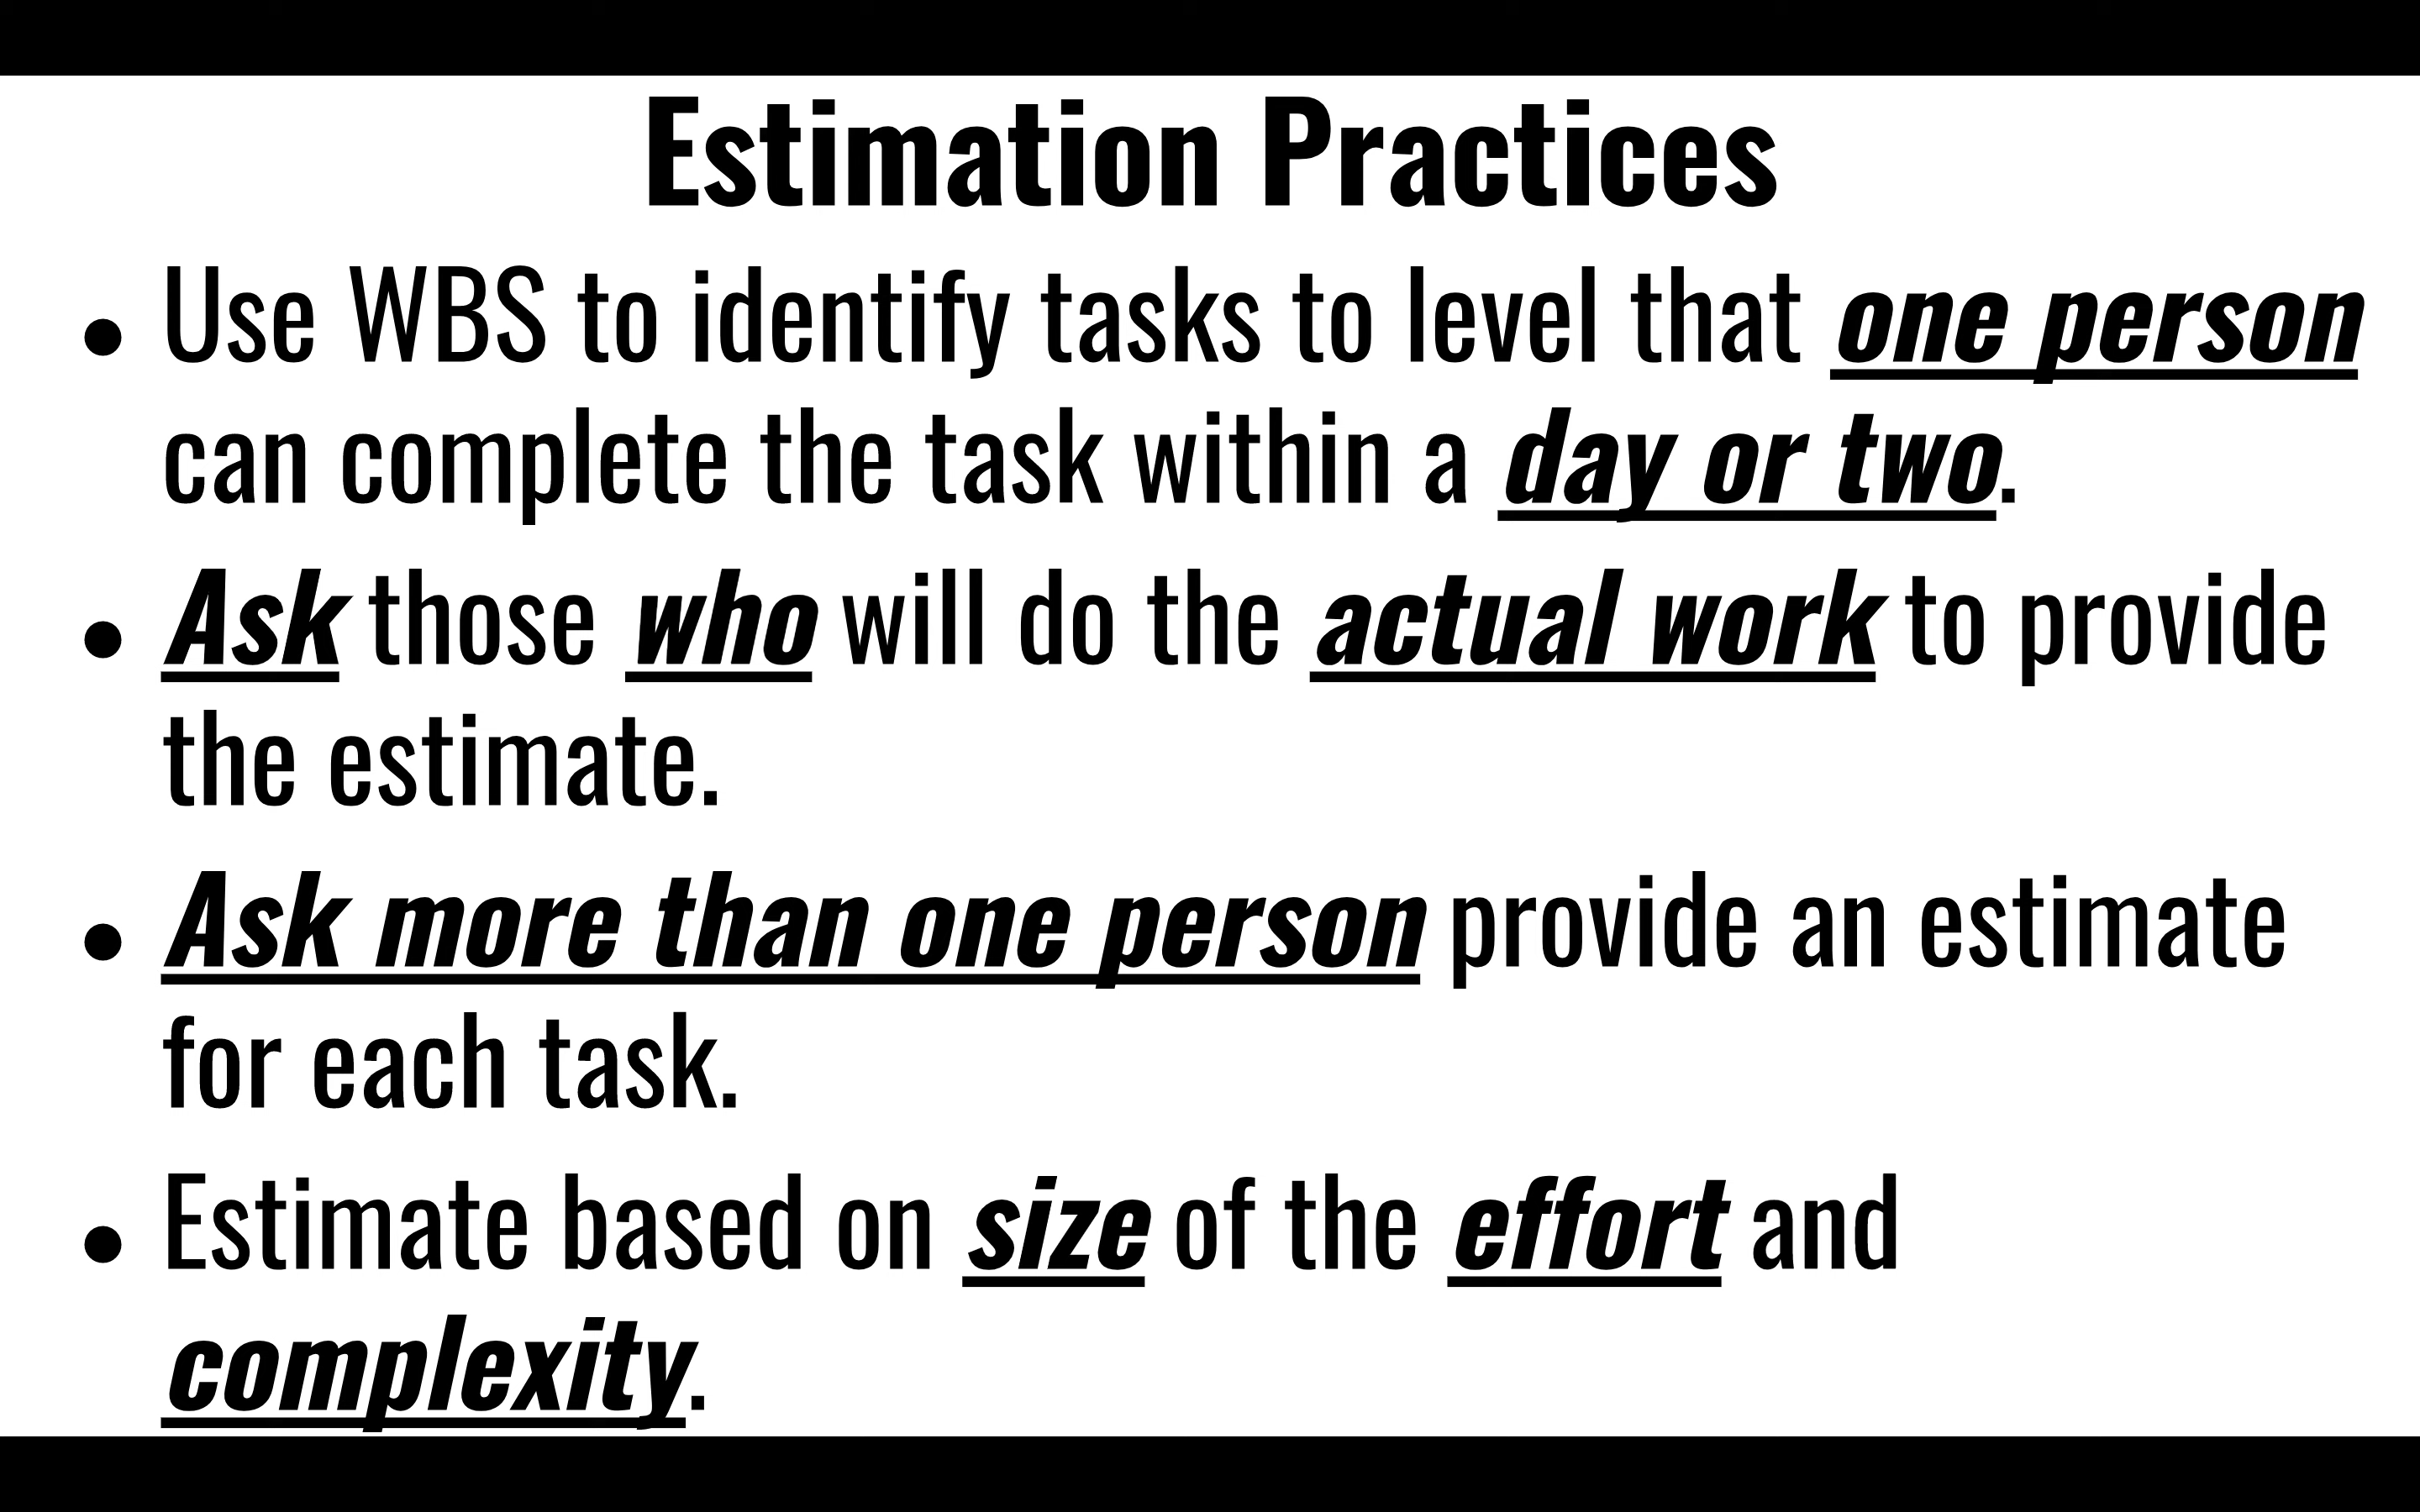 Estimation Practices
• Use WBS to identify tasks to level that one person
can complete the task within a day or two.
• Ask those who will do the actual work to provide
the estimate.
• Ask more than one person provide an estimate
for each task.
• Estimate based on size of the effort and
complexity.